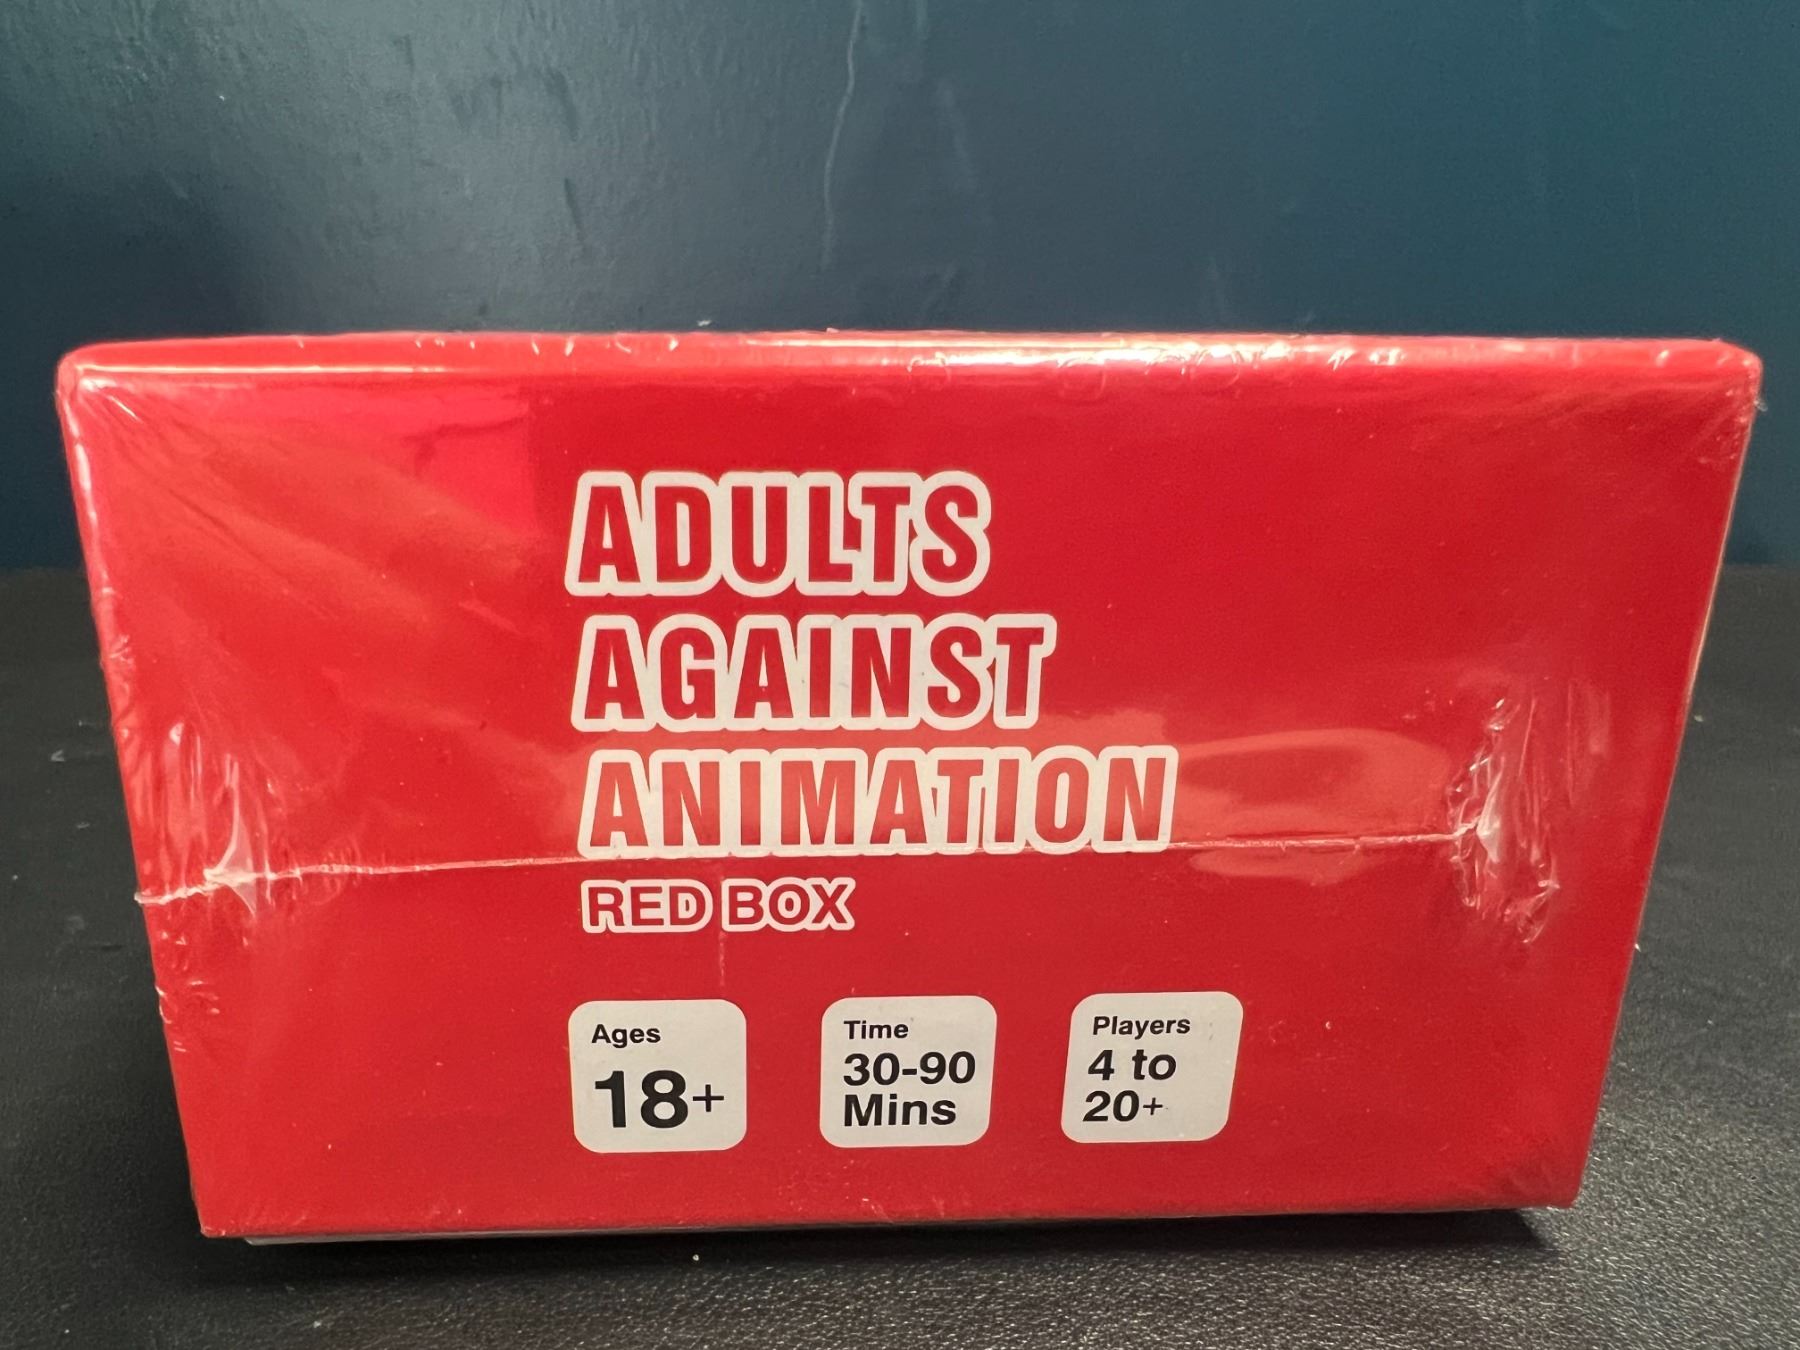 ADULTS
AGAINST
ANIMATION
RED BOX
Ages
18+
Time
30-90
Mins
Players
4 to
20+